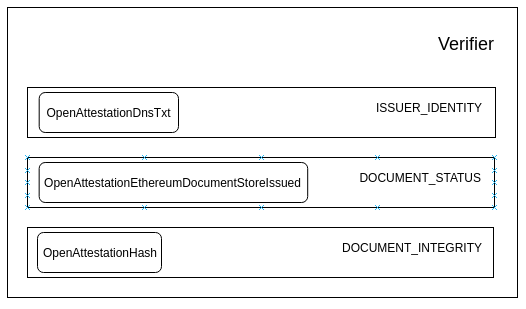 Verifier
OpenAttestationDnsTxt
ISSUER_IDENTITY
OpenAttestationEthereumDocumentStoreIssued
DOCUMENT_STATUS
OpenAttestationHash
DOCUMENT_INTEGRITY